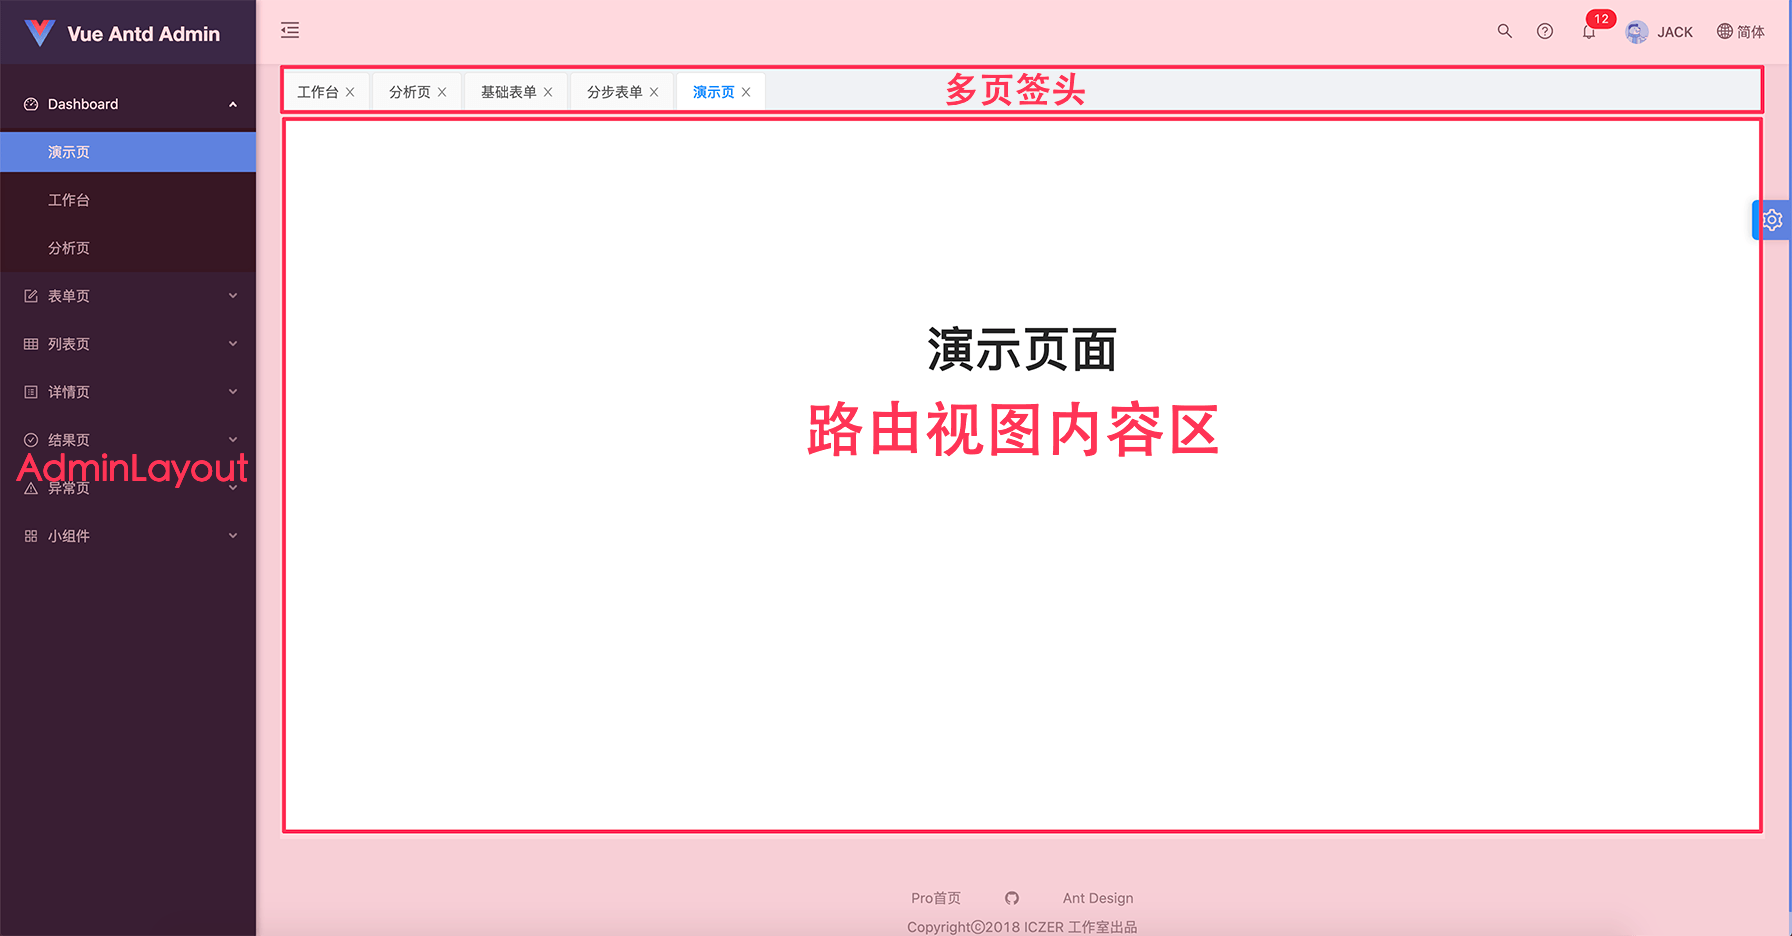 Vue Antd Admin
12
JACK
简体
Dashboard
演示页
工作台
分析页
表单页
列表页
详情页
结果页
AdminLayout
异常页
小组件
工作台 分析页 基础表单 分步表单 演示页
多页签头
演示页面
路由视图内容区
Pro首页 Ant Design
Copyright©2018 ICZER 工作室出品